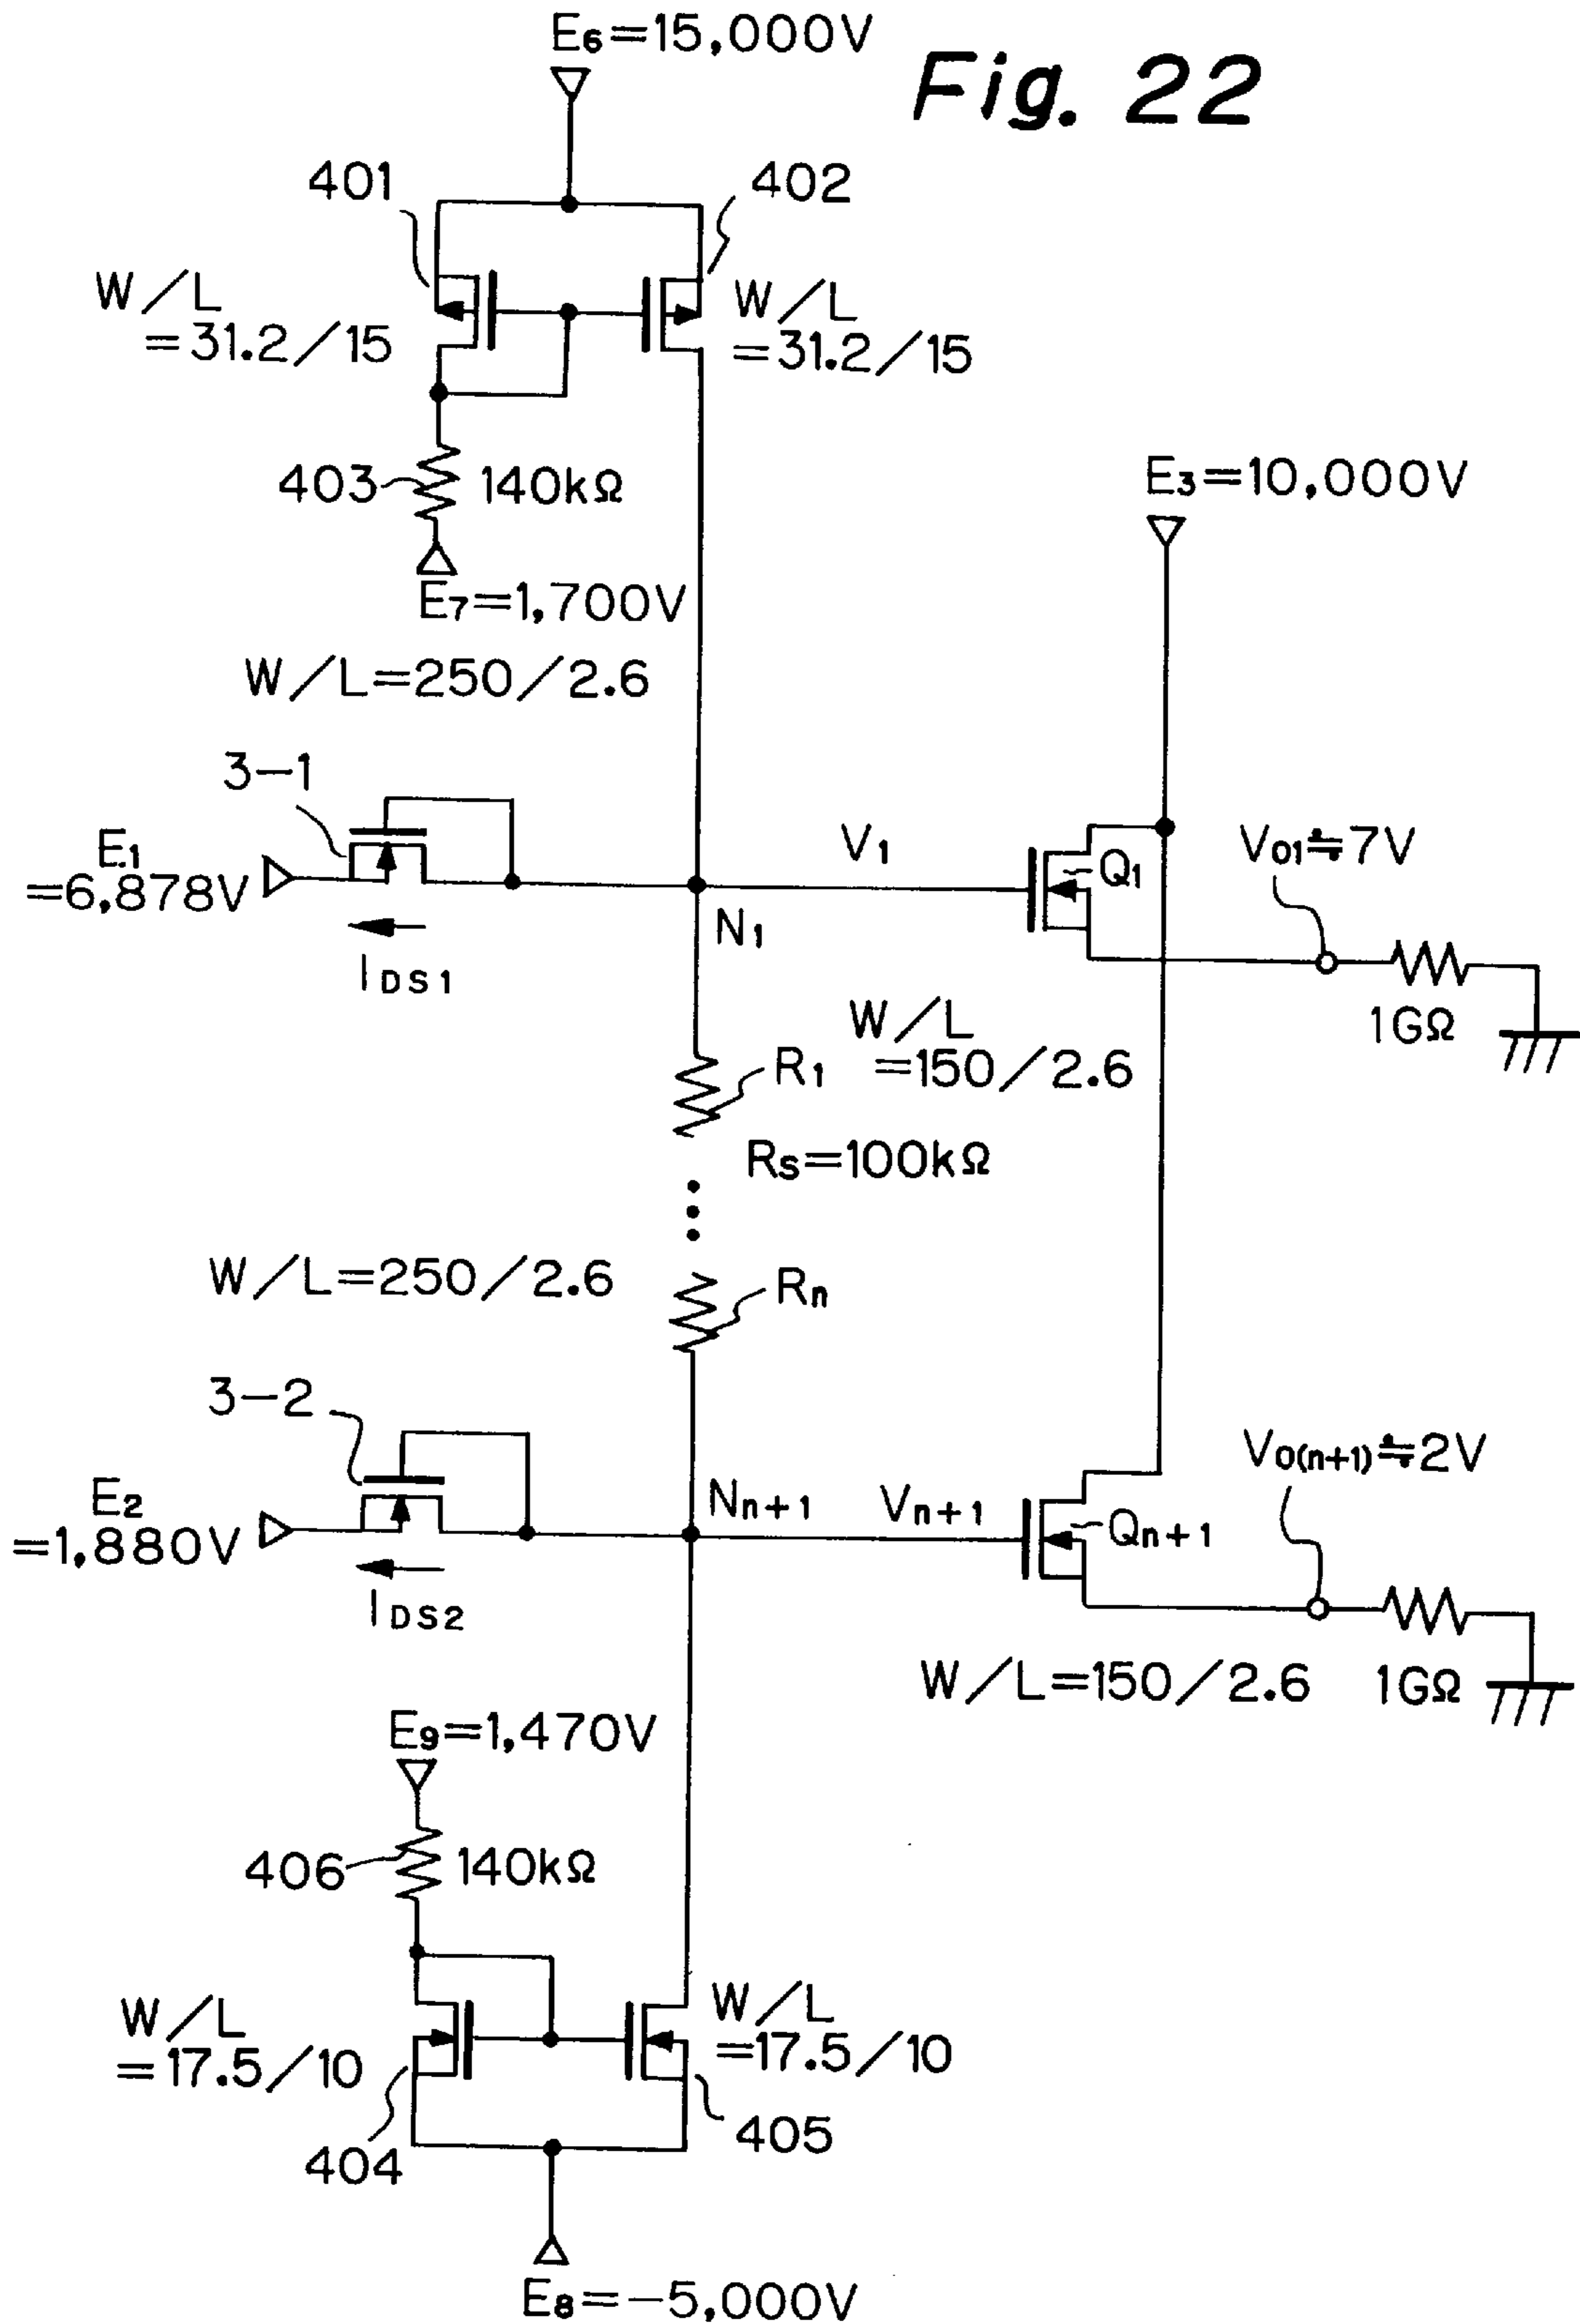 E6=15,000V
Fig. 22
401
402
W/L
=31.2/15
W/L
=31.2/15
403
140kΩ
E7=1,700V
E3=10,000V
W/L=250/2.6
3-1
E1
=6,878V
IDS1
V1
N1
Q1
V01≒7V
1GΩ
W/L
=150/2.6
R1
RS=100kΩ
W/L=250/2.6
Rn
3-2
E2
=1,880V
IDS2
Nn+1
Vn+1
Qn+1
V0(n+1)≒2V
W/L=150/2.6
1GΩ
E9=1,470V
406
140kΩ
W/L
=17.5/10
W/L
=17.5/10
404
405
E8=-5,000V